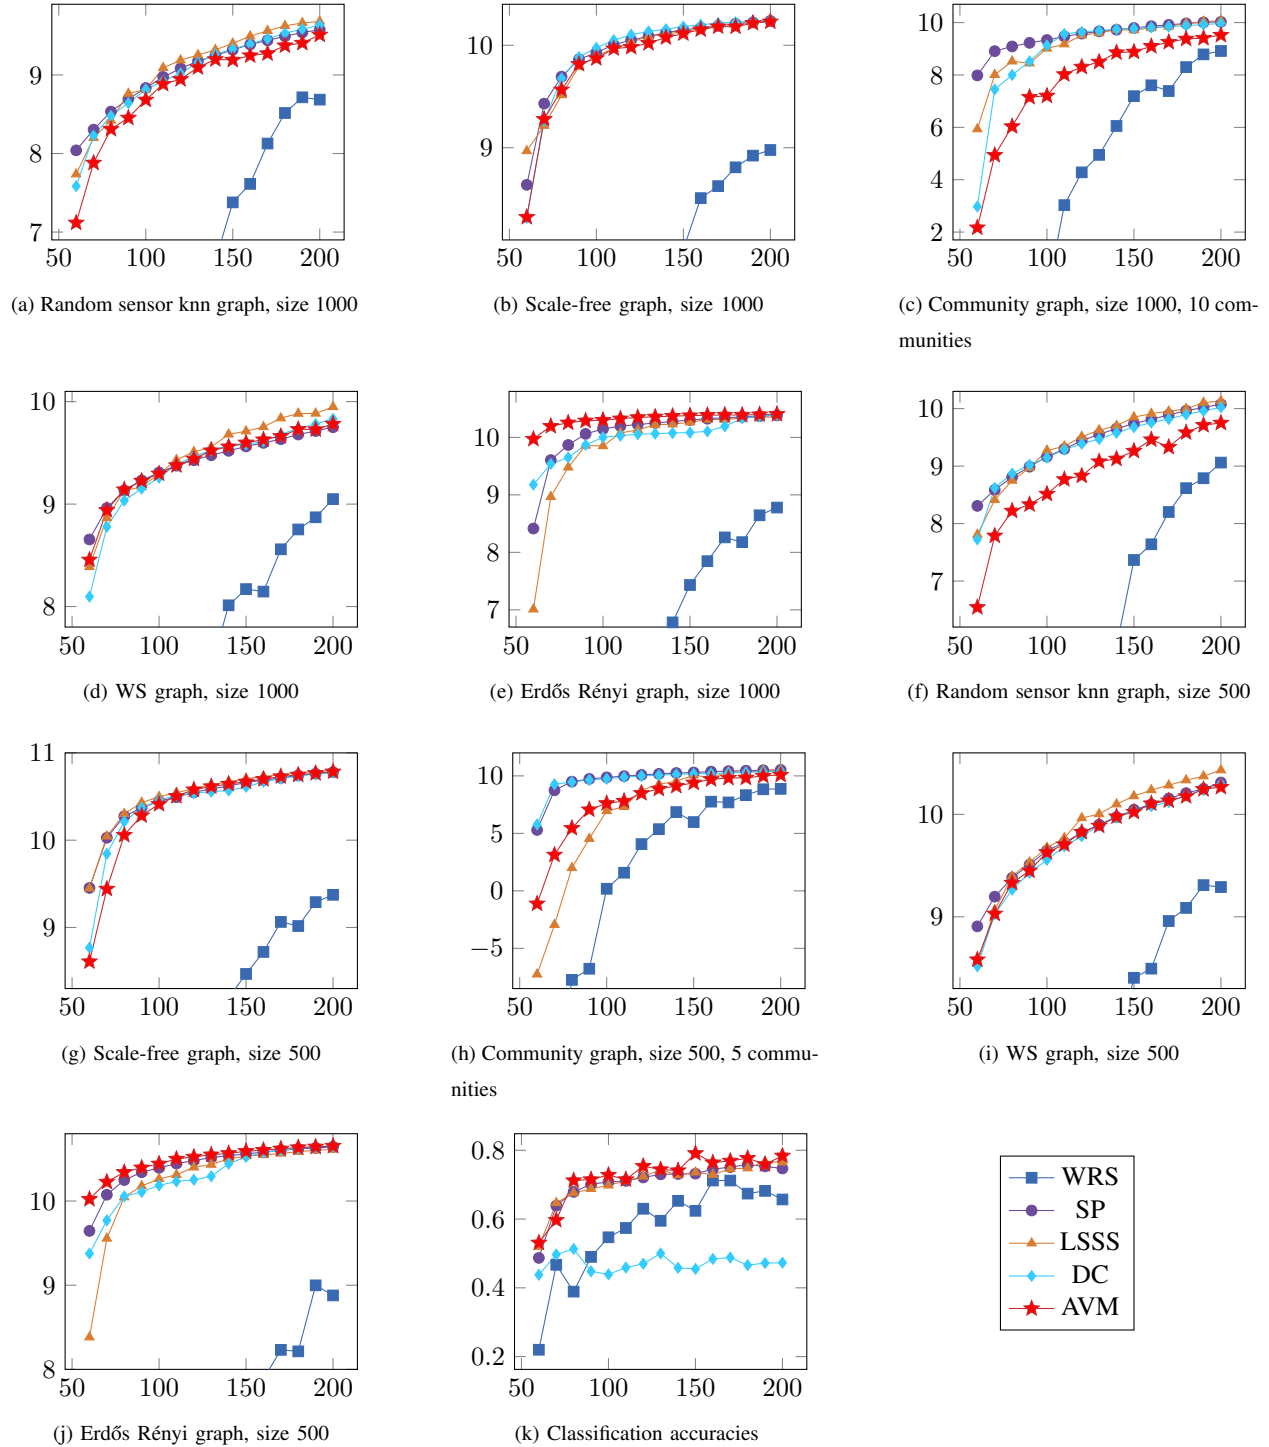 9
8
7
50 100 150 200
(a) Random sensor knn graph, size 1000
10
9
50 100 150 200
(b) Scale-free graph, size 1000
10
8
6
4
2
50 100 150 200
(c) Community graph, size 1000, 10 com-
munities
10
9
8
50 100 150 200
(d) WS graph, size 1000
10
9
8
7
50 100 150 200
(e) Erdős Rényi graph, size 1000
10
9
8
7
50 100 150 200
(f) Random sensor knn graph, size 500
11
10
9
50 100 150 200
(g) Scale-free graph, size 500
10
5
0
−5
50 100 150 200
(h) Community graph, size 500, 5 commu-
nities
10
9
50 100 150 200
(i) WS graph, size 500
10
9
8
50 100 150 200
(j) Erdős Rényi graph, size 500
0.8
0.6
0.4
0.2
50 100 150 200
(k) Classification accuracies
WRS
SP
LSSS
DC
AVM